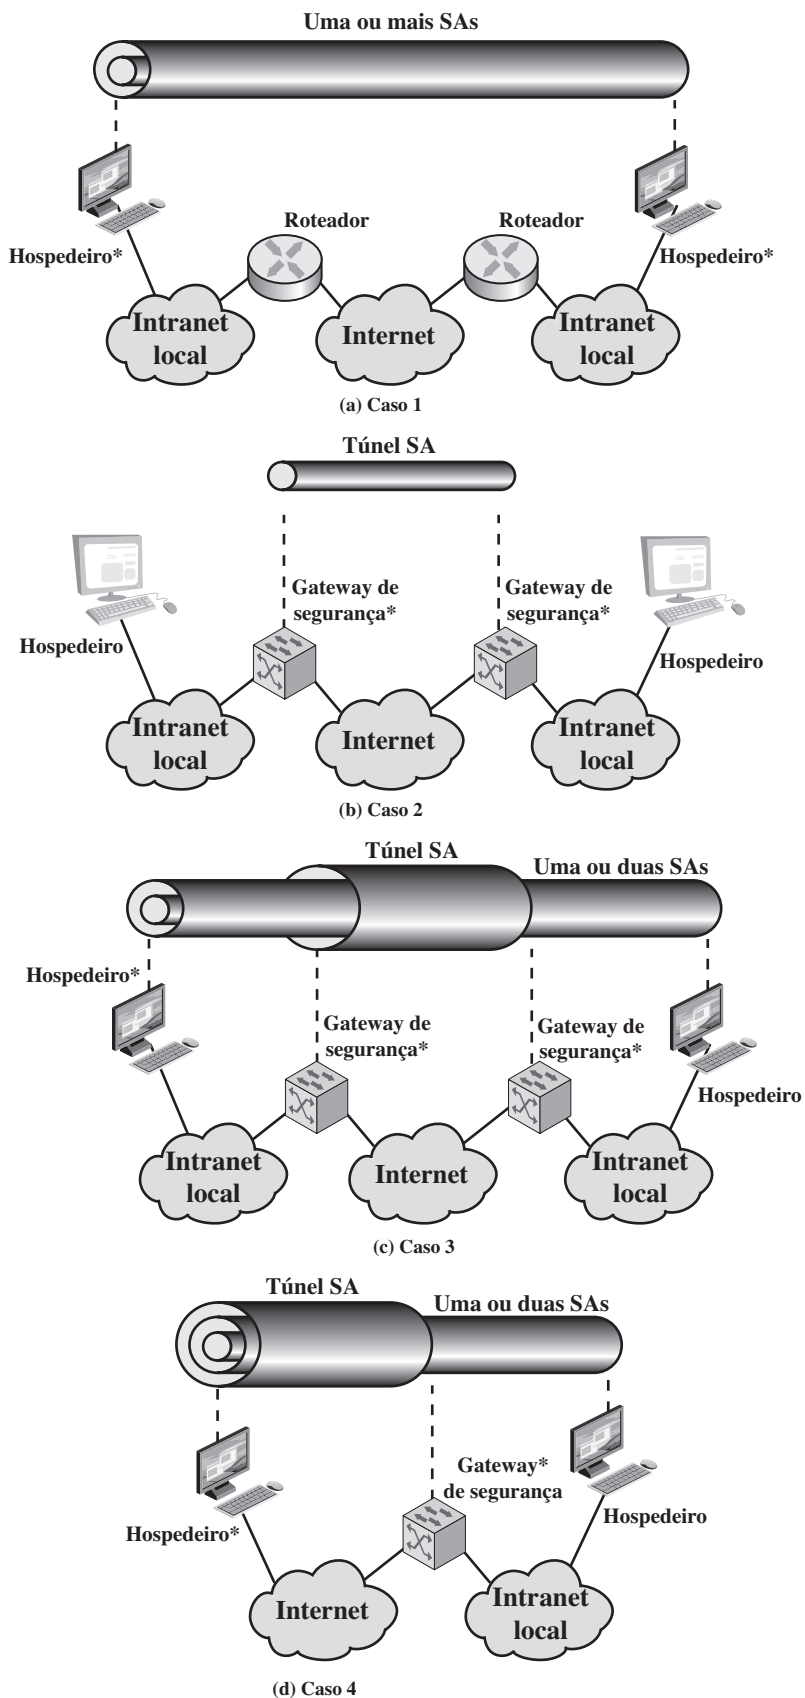 Uma ou mais SAs
Roteador
Roteador
Hospedeiro*
Hospedeiro*
Intranet
local
Internet
Intranet
local
(a) Caso 1
Túnel SA
Gateway de
segurança*
Gateway de
segurança*
Hospedeiro
Hospedeiro
Intranet
local
Internet
Intranet
local
(b) Caso 2
Túnel SA
Uma ou duas SAs
Hospedeiro*
Gateway de
segurança*
Gateway de
segurança*
Hospedeiro
Intranet
local
Internet
Intranet
local
(c) Caso 3
Túnel SA
Uma ou duas SAs
Gateway*
de segurança
Hospedeiro*
Hospedeiro
Internet
Intranet
local
(d) Caso 4